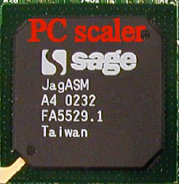 PC scaler
sage
JagASM
A4 0232
FA5529.1
Taiwan